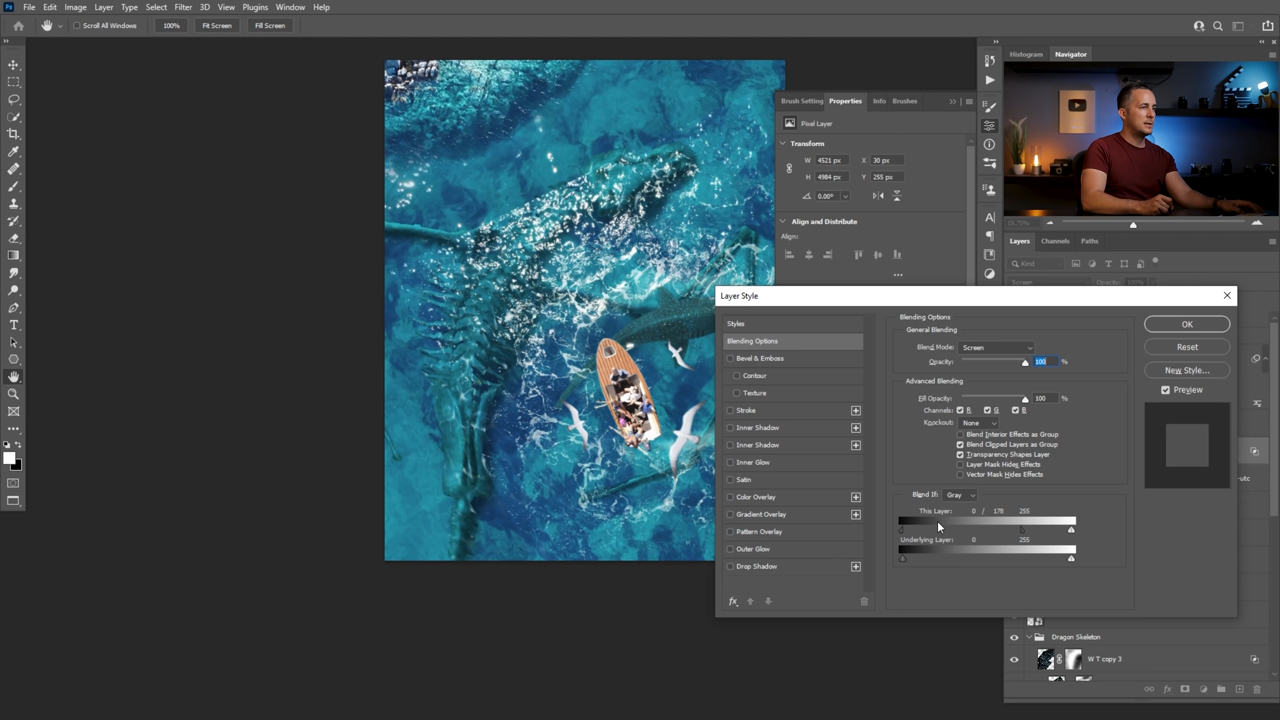 Ps File Edit Image Layer Type Select Filter 3D View Plugins Window Help
Scroll All Windows 100% Fit Screen Fill Screen
Histogram Navigator
Brush Setting Properties Info Brushes
Pixel Layer
Transform
W 4521 px X 30 px
H 4984 px Y 255 px
0.00°
Align and Distribute
Align:
Layers Channels Paths
Kind
Screen Opacity: 100%
Layer Style
Styles
Blending Options
Bevel & Emboss
Contour
Texture
Stroke
Inner Shadow
Inner Shadow
Inner Glow
Satin
Color Overlay
Gradient Overlay
Pattern Overlay
Outer Glow
Drop Shadow
fx
Blending Options
General Blending
Blend Mode: Screen
Opacity: 100 %
Advanced Blending
Fill Opacity: 100 %
Channels: R G B
Knockout: None
Blend Interior Effects as Group
Blend Clipped Layers as Group
Transparency Shapes Layer
Layer Mask Hides Effects
Vector Mask Hides Effects
Blend If: Gray
This Layer: 0 / 178 255
Underlying Layer: 0 255
OK
Reset
New Style...
Preview
Dragon Skeleton
W T copy 3
fx